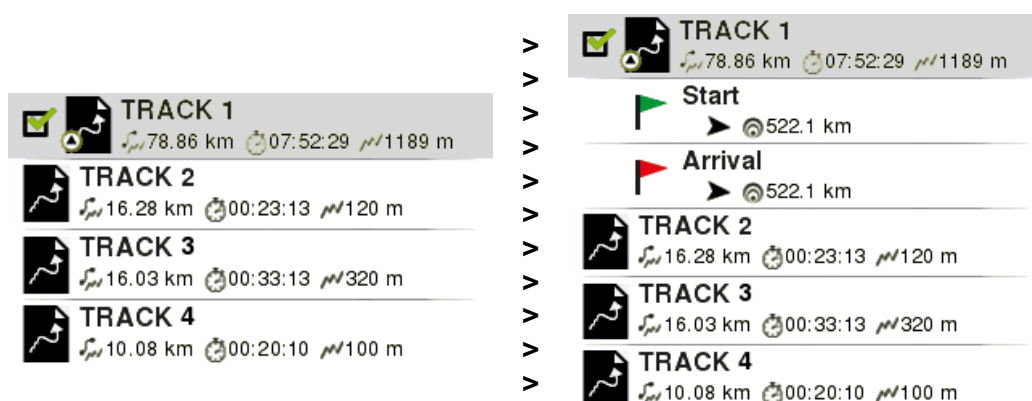 TRACK 1
78.86 km 07:52:29 1189 m
TRACK 2
16.28 km 00:23:13 120 m
TRACK 3
16.03 km 00:33:13 320 m
TRACK 4
10.08 km 00:20:10 100 m
>
>
>
>
>
>
>
>
>
>
>
TRACK 1
78.86 km 07:52:29 1189 m
Start
522.1 km
Arrival
522.1 km
TRACK 2
16.28 km 00:23:13 120 m
TRACK 3
16.03 km 00:33:13 320 m
TRACK 4
10.08 km 00:20:10 100 m